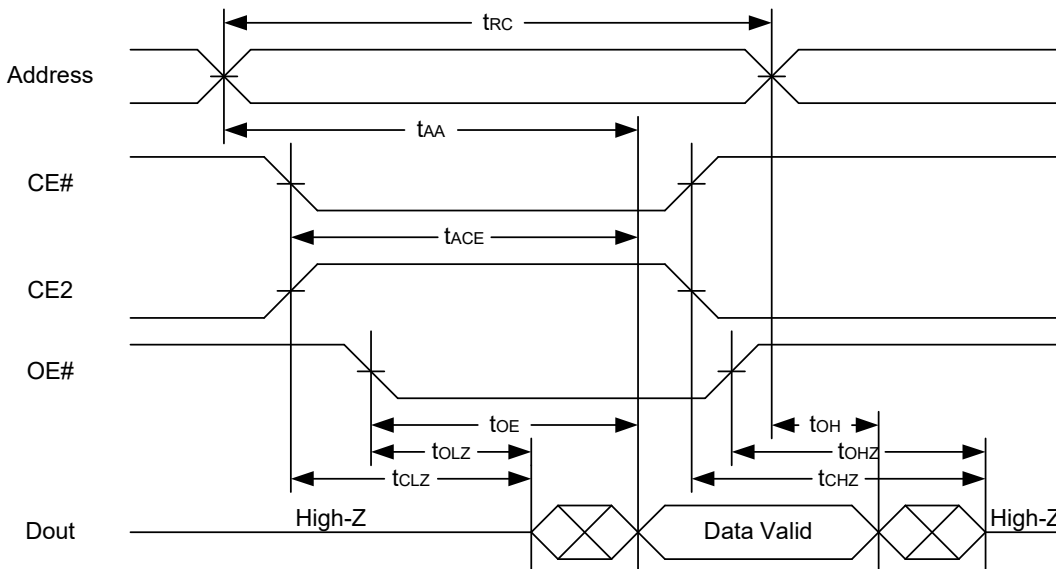 tRC
Address
tAA
CE#
tACE
CE2
OE#
tOE
tOH
tOLZ
tOHZ
tCLZ
tCHZ
High-Z
Data Valid
High-Z
Dout